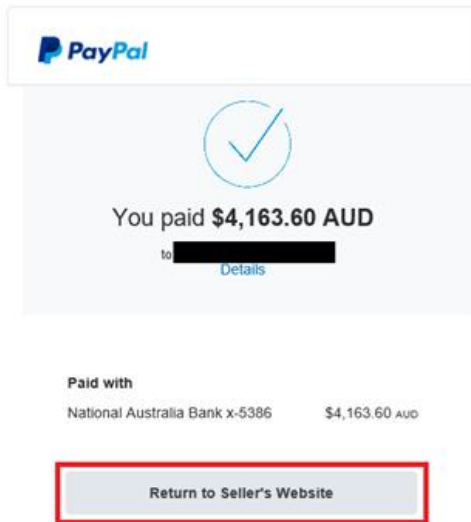 PayPal
You paid $4,163.60 AUD
to
Details
Paid with
National Australia Bank x-5386 $4,163.60 AUD
Return to Seller's Website